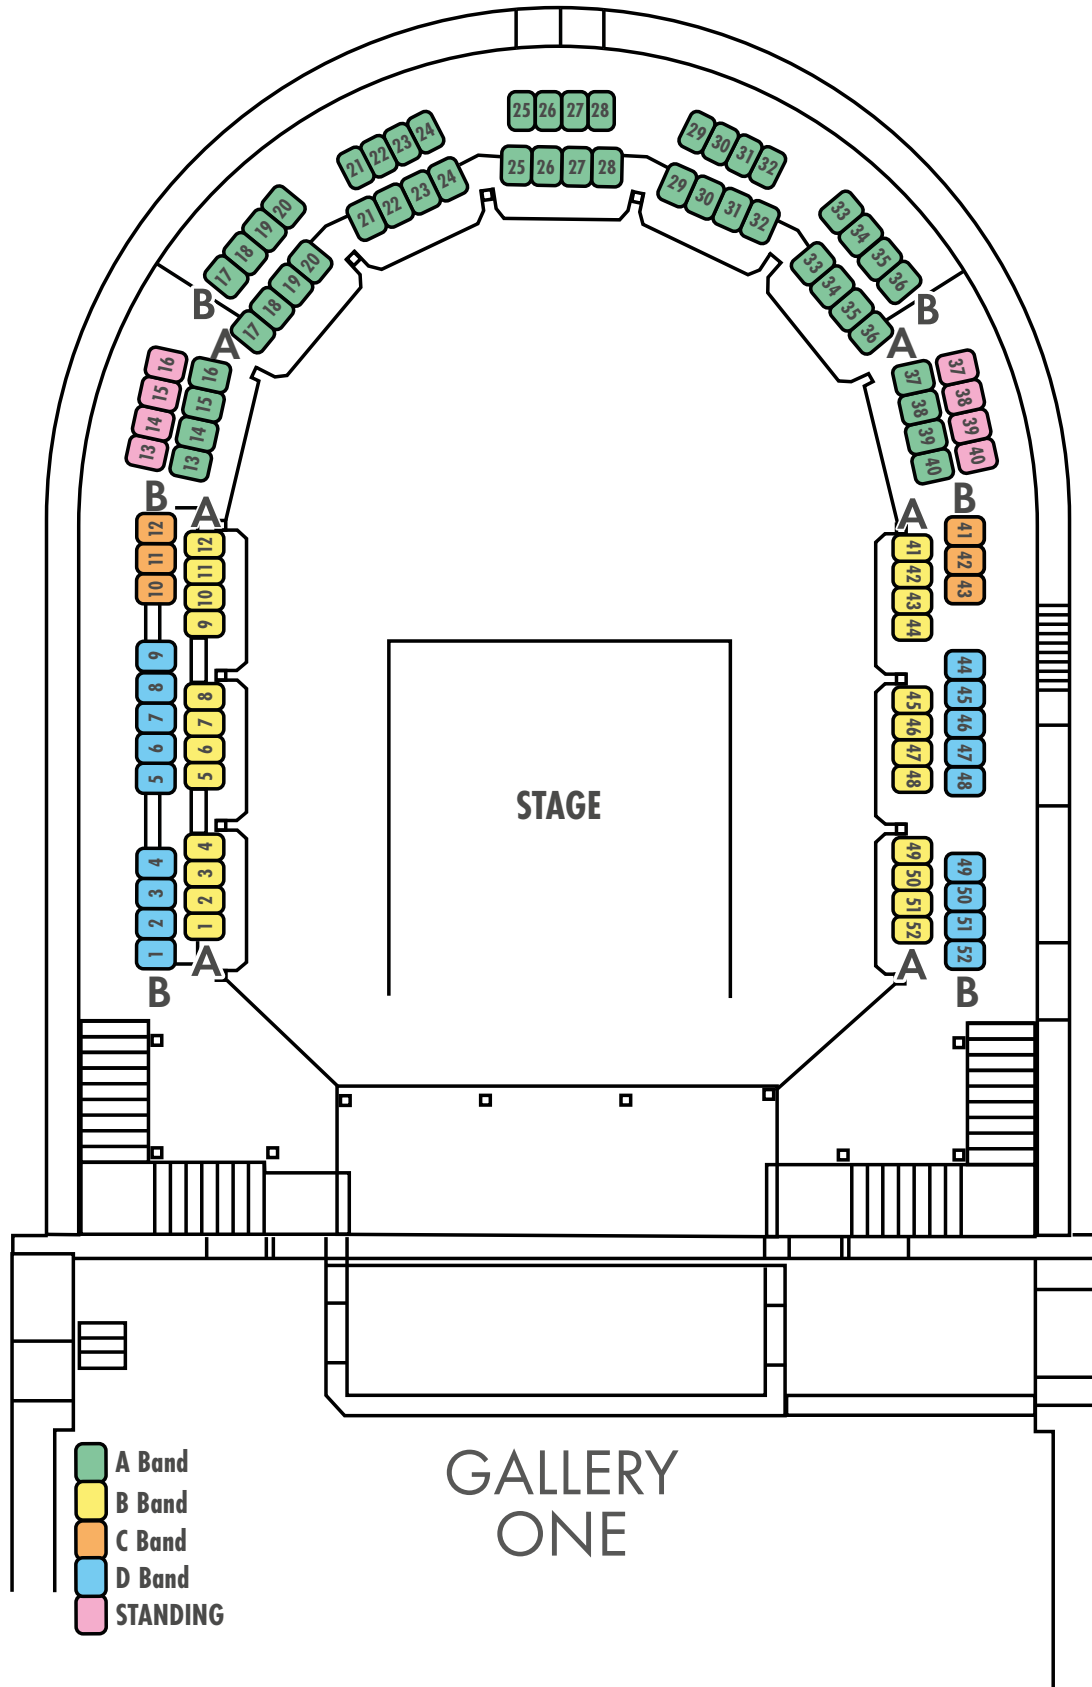 25 26 27 28
25 26 27 28
21 22 23 24
21 22 23 24
29 30 31 32
29 30 31 32
17 18 19 20
B
17 18 19 20
A
33 34 35 36
B
33 34 35 36
A
16
15
14
13
16
15
14
13
37
38
39
40
37
38
39
40
B
A
A
B
12
11
10
9
8
7
6
5
4
3
2
1
B
12
11
10
9
8
7
6
5
4
3
2
1
A
STAGE
41
42
43
44
45
46
47
48
49
50
51
52
A
41
42
43
44
45
46
47
48
49
50
51
52
B
GALLERY
ONE
A Band
B Band
C Band
D Band
STANDING